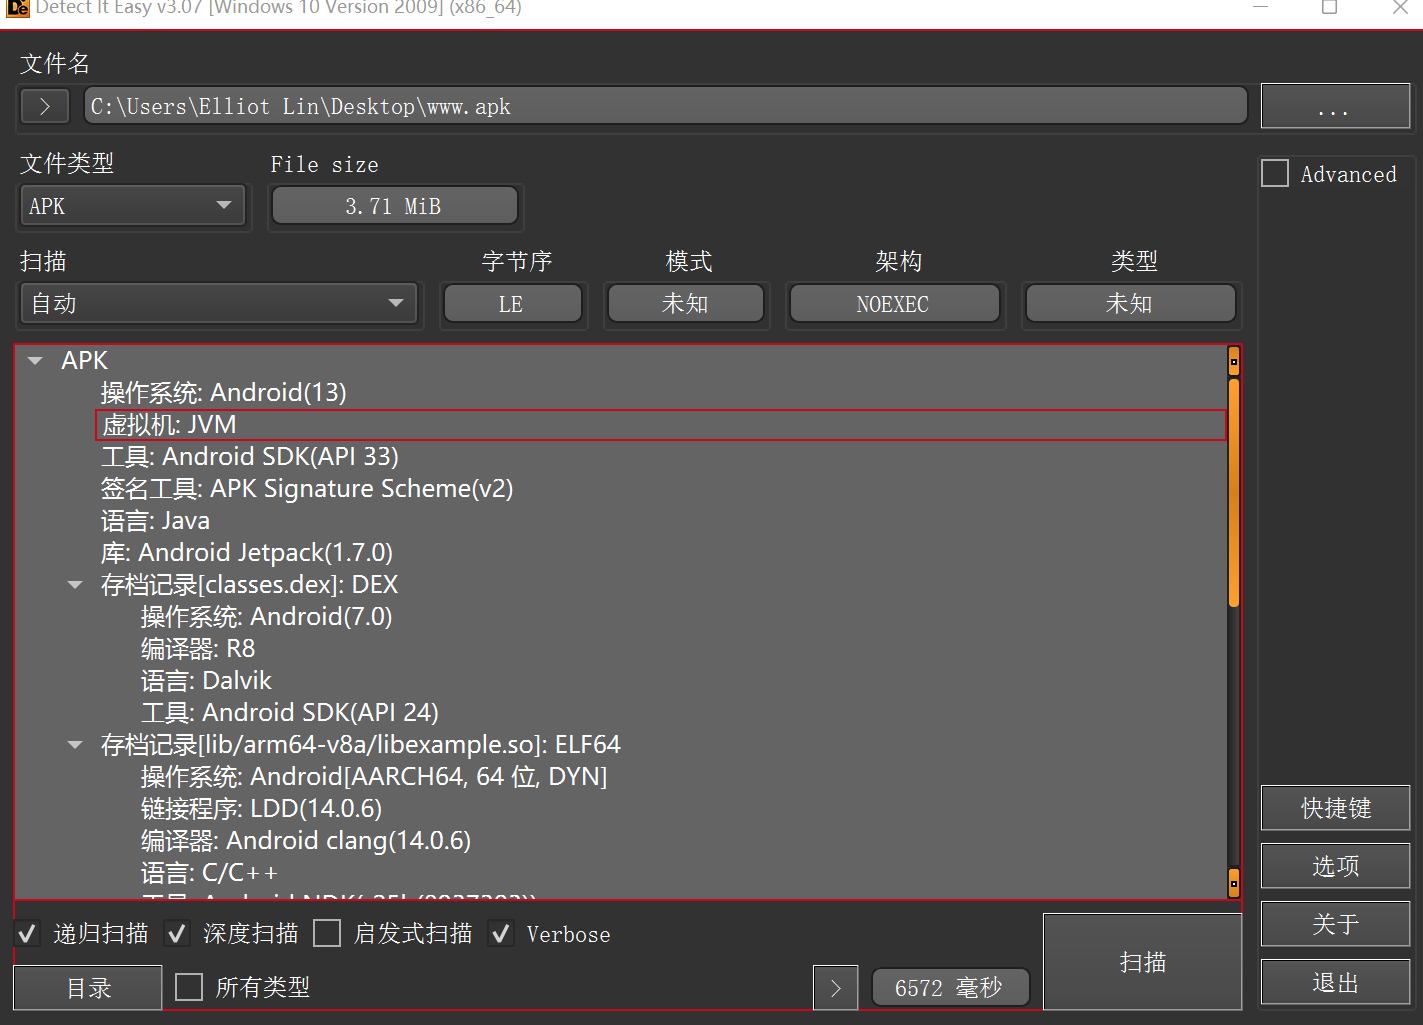 Detect It Easy v3.07 [Windows 10 Version 2009] (x86_64)
文件名
> C:\Users\Elliot Lin\Desktop\www.apk ...
文件类型 File size
APK 3.71 MiB
Advanced
扫描 字节序 模式 架构 类型
自动 LE 未知 NOEXEC 未知
APK
操作系统: Android(13)
虚拟机: JVM
工具: Android SDK(API 33)
签名工具: APK Signature Scheme(v2)
语言: Java
库: Android Jetpack(1.7.0)
存档记录[classes.dex]: DEX
操作系统: Android(7.0)
编译器: R8
语言: Dalvik
工具: Android SDK(API 24)
存档记录[lib/arm64-v8a/libexample.so]: ELF64
操作系统: Android[AARCH64, 64 位, DYN]
链接程序: LDD(14.0.6)
编译器: Android clang(14.0.6)
语言: C/C++
快捷键
选项
关于
退出
递归扫描 深度扫描 启发式扫描 Verbose
目录 所有类型 > 6572 毫秒 扫描